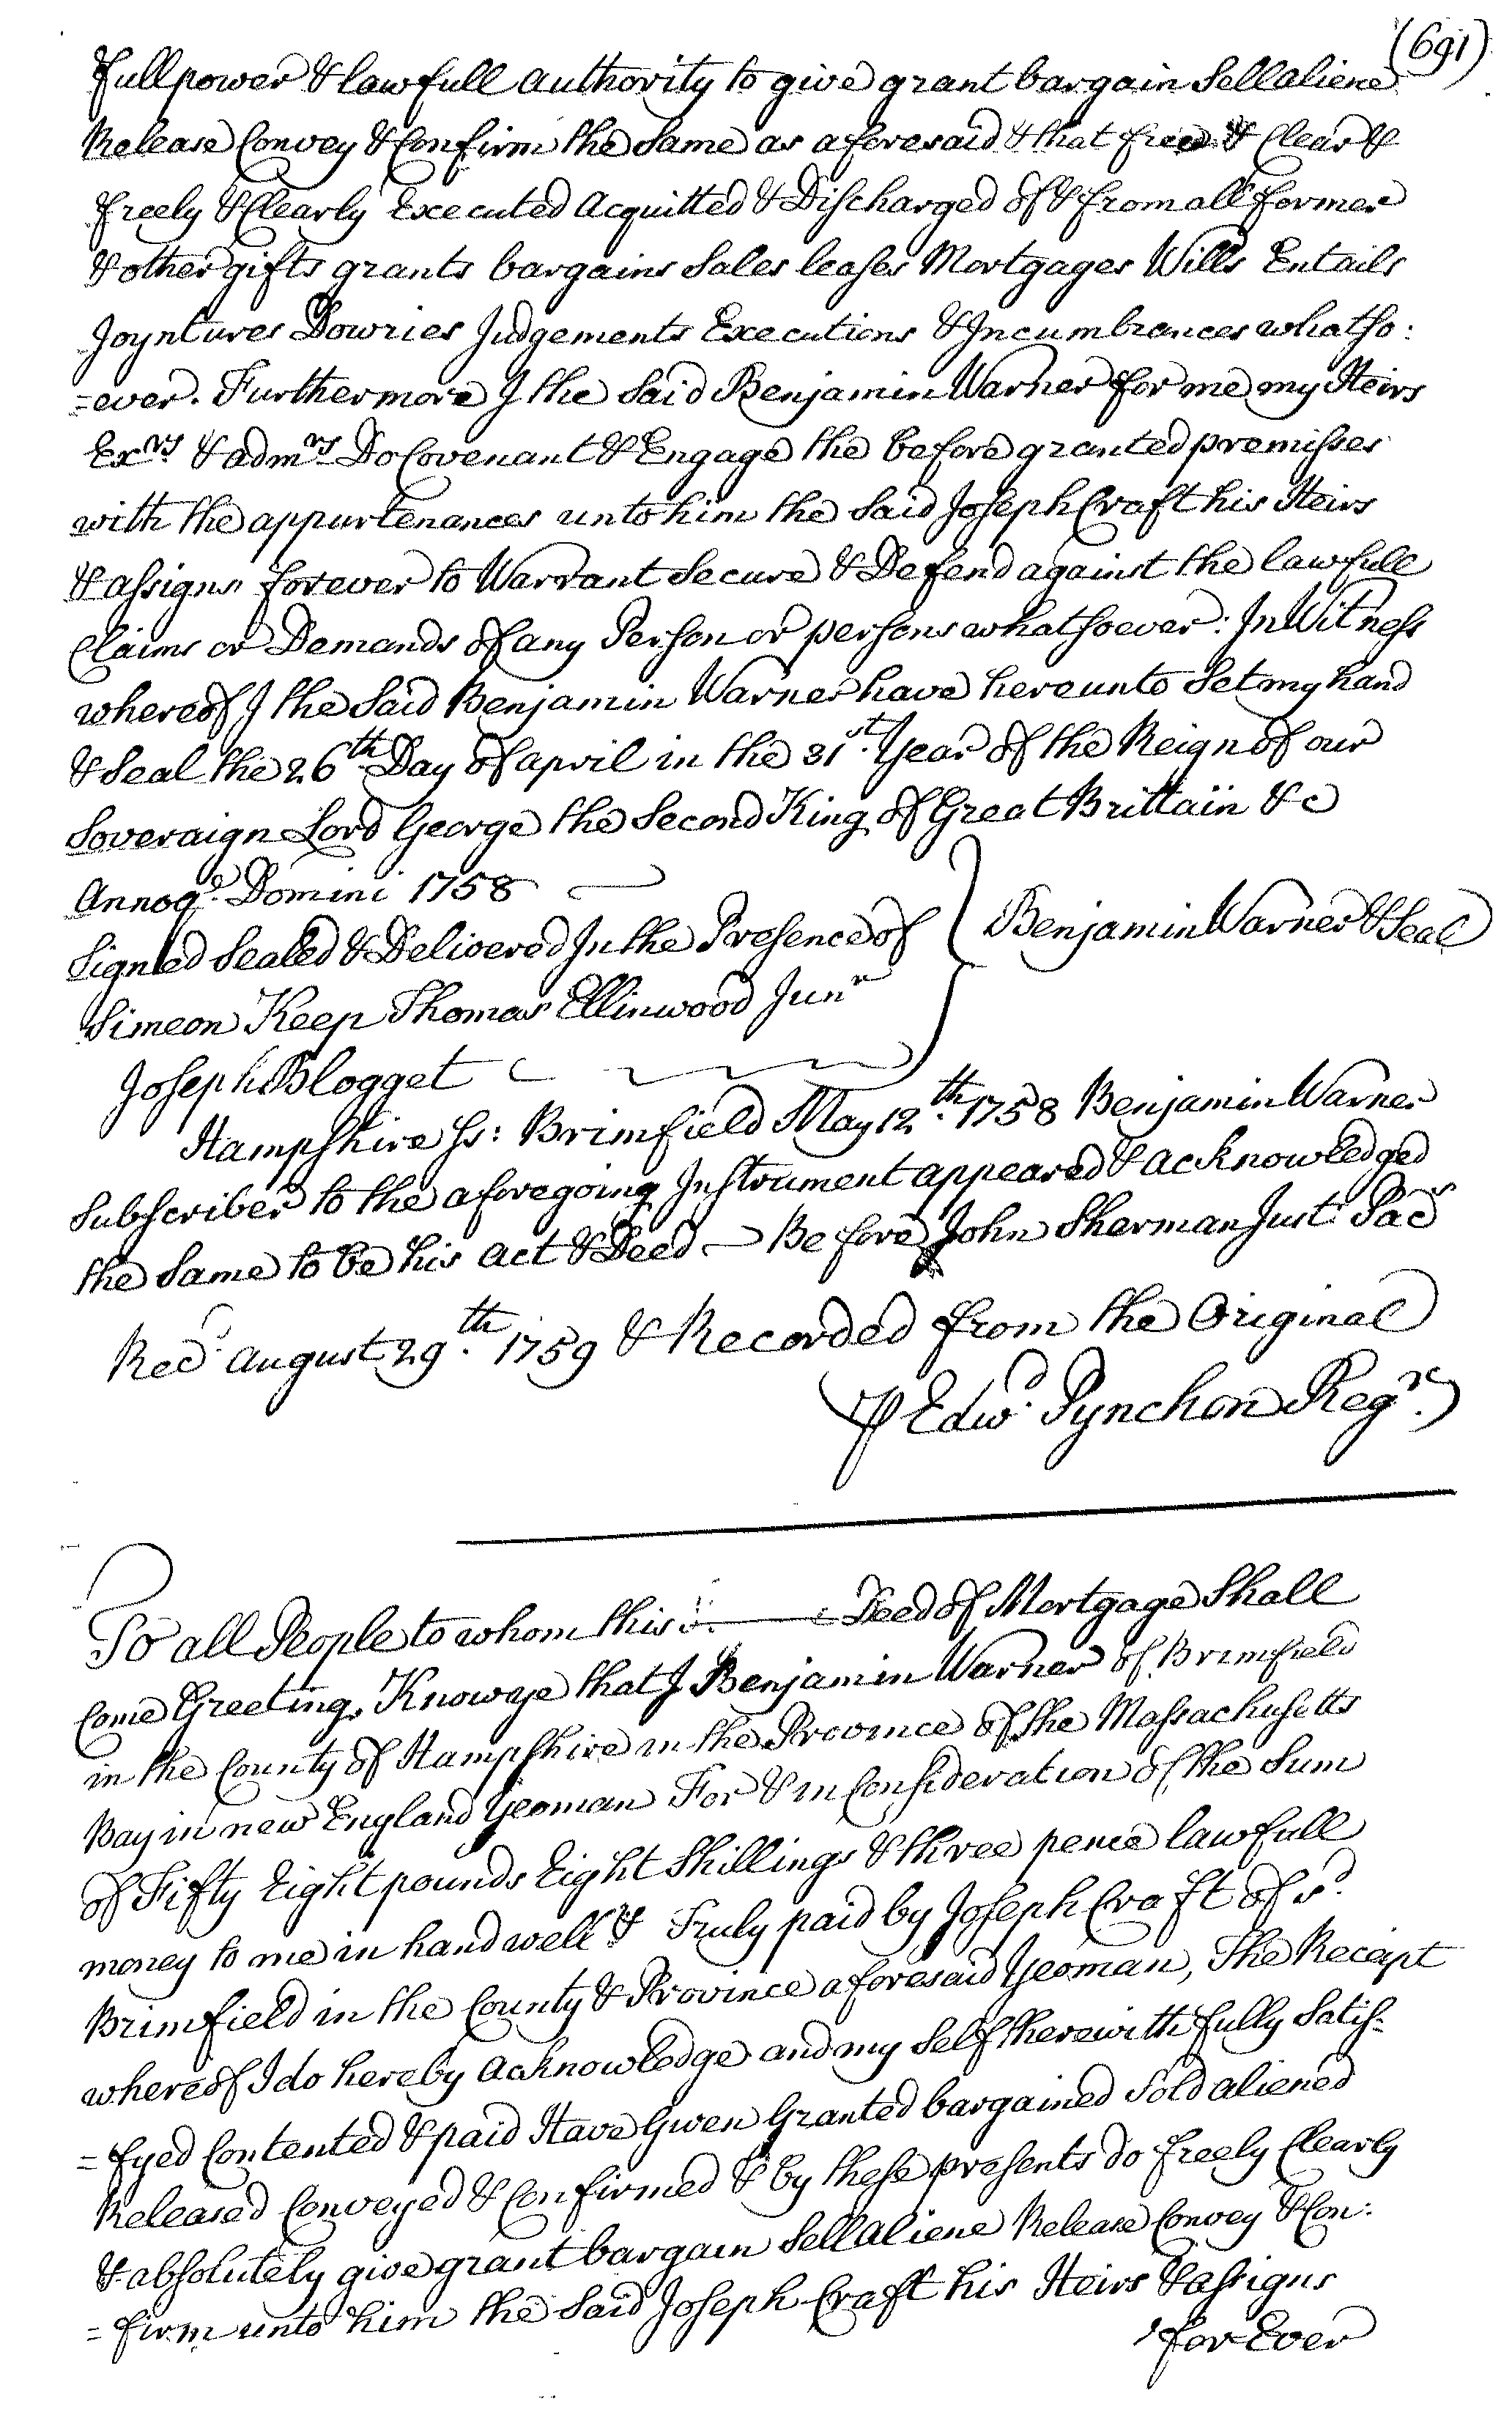 (691)
full power & lawfull authority to give grant bargain Sell aliene
Release Convey & Confirm the Same as aforesaid & that free & Clear &
freely & Clearly Executed Acquitted & Discharged of & from all former
& other gifts grants bargains Sales leases Mortgages Wills Entails
Joyntures Dowries Judgements Executions & Incumbrances whatso:
=ever. Furthermore I the Said Benjamin Warner for me my Heirs
Exrs & admrs Do Covenant & Engage the before granted premisses
with the appurtenances unto him the Said Joseph Craft his Heirs
& assigns forever to Warrant Secure & Defend against the lawfull
Claims or Demands of any Person or persons whatsoever: In Witness
whereof I the Said Benjamin Warner have hereunto Set my hand
& Seal the 26th Day of april in the 31st Year of the Reign of our
Soveraign Lord George the Second King of Great Brittain &c
Annoqe. Domini 1758
Signed Sealed & Delivered In the Presence of } Benjamin Warner & Seal
Simeon Keep Thomas Ellinwood Junr
Joseph Blogget
Hampshire Ss: Brimfield May 12th. 1758 Benjamin Warner
Subscriber to the aforegoing Instrument appeared & acknowledged
the Same to be his act & Deed — Before John Sherman Just. Pacs
Recd. august 29th. 1759 & Recorded from the Original
⅌ Edwd. Pynchon Regr.
To all People to whom this Deed of Mortgage Shall
Come Greeting. Know ye that I Benjamin Warner of Brimfield
in the County of Hampshire in the Province of the Massachusetts
Bay in new England Yeoman For & in Consideration of the Sum
of Fifty Eight pounds Eight Shillings & three pence lawfull
money to me in hand well & Truly paid by Joseph Craft of sd.
Brimfield in the County & Province aforesaid Yeoman, The Receipt
whereof I do hereby acknowledge and my Self therewith fully Satis=
=fyed Contented & paid Have Given Granted bargained Sold aliened
Released Conveyed & Confirmed & by these presents do freely Clearly
& absolutely give grant bargain Sell aliene Release Convey & Con:
=firm unto him the Said Joseph Craft his Heirs & assigns
for Ever